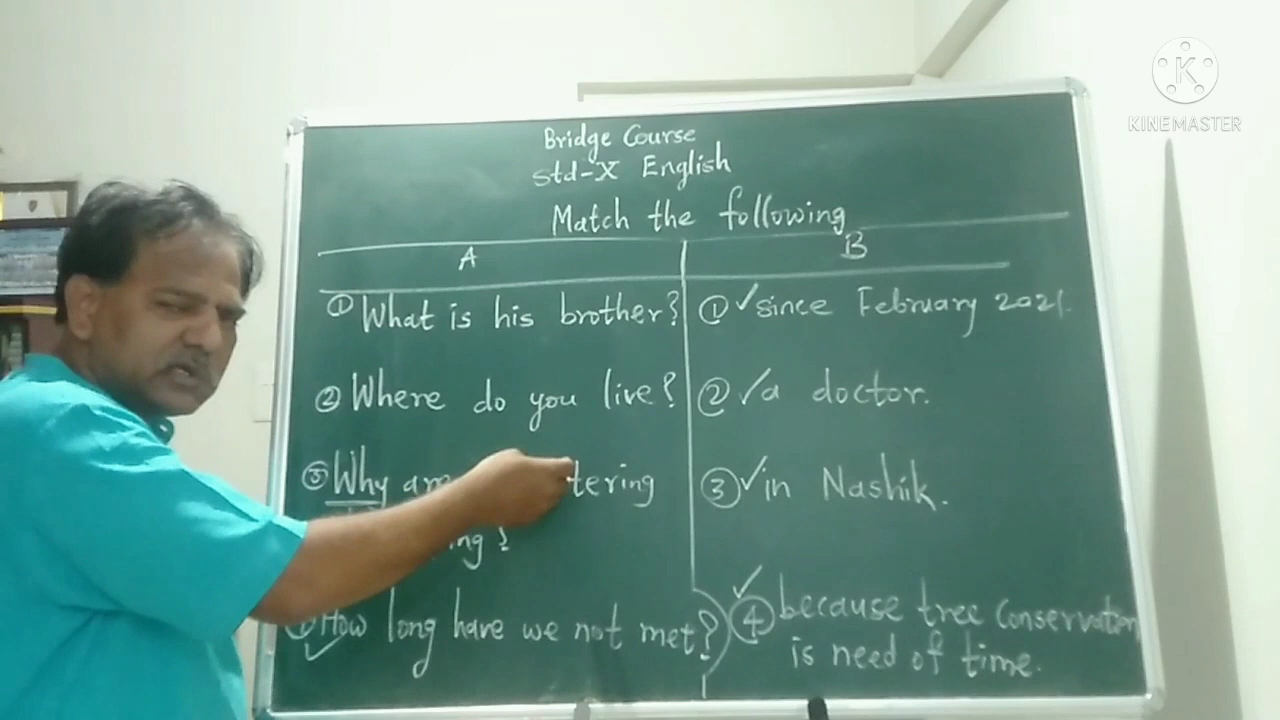 Bridge Course
std-X English
Match the following
A B
① What is his brother? ① ✓ since February 2021.
② Where do you live? ② ✓ a doctor.
③ Why are tering ③ ✓ in Nashik.
ng?
How long have we not met? ④ because tree conservation
is need of time.
K
KINEMASTER